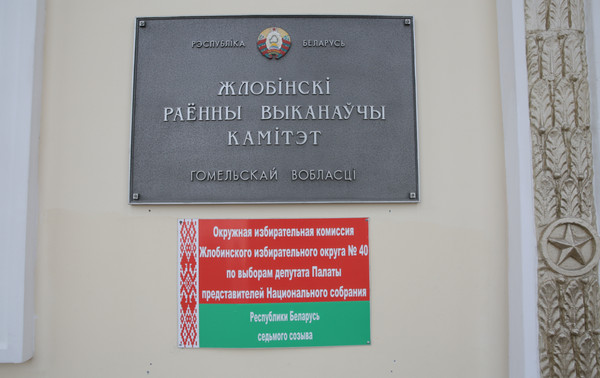 РЭСПУБЛІКА БЕЛАРУСЬ
ЖЛОБІНСКІ
РАЁННЫ ВЫКАНАЎЧЫ
КАМІТЭТ
ГОМЕЛЬСКАЙ ВОБЛАСЦІ
Окружная избирательная комиссия
Жлобинского избирательного округа № 40
по выборам депутата Палаты
представителей Национального собрания
Республики Беларусь
седьмого созыва